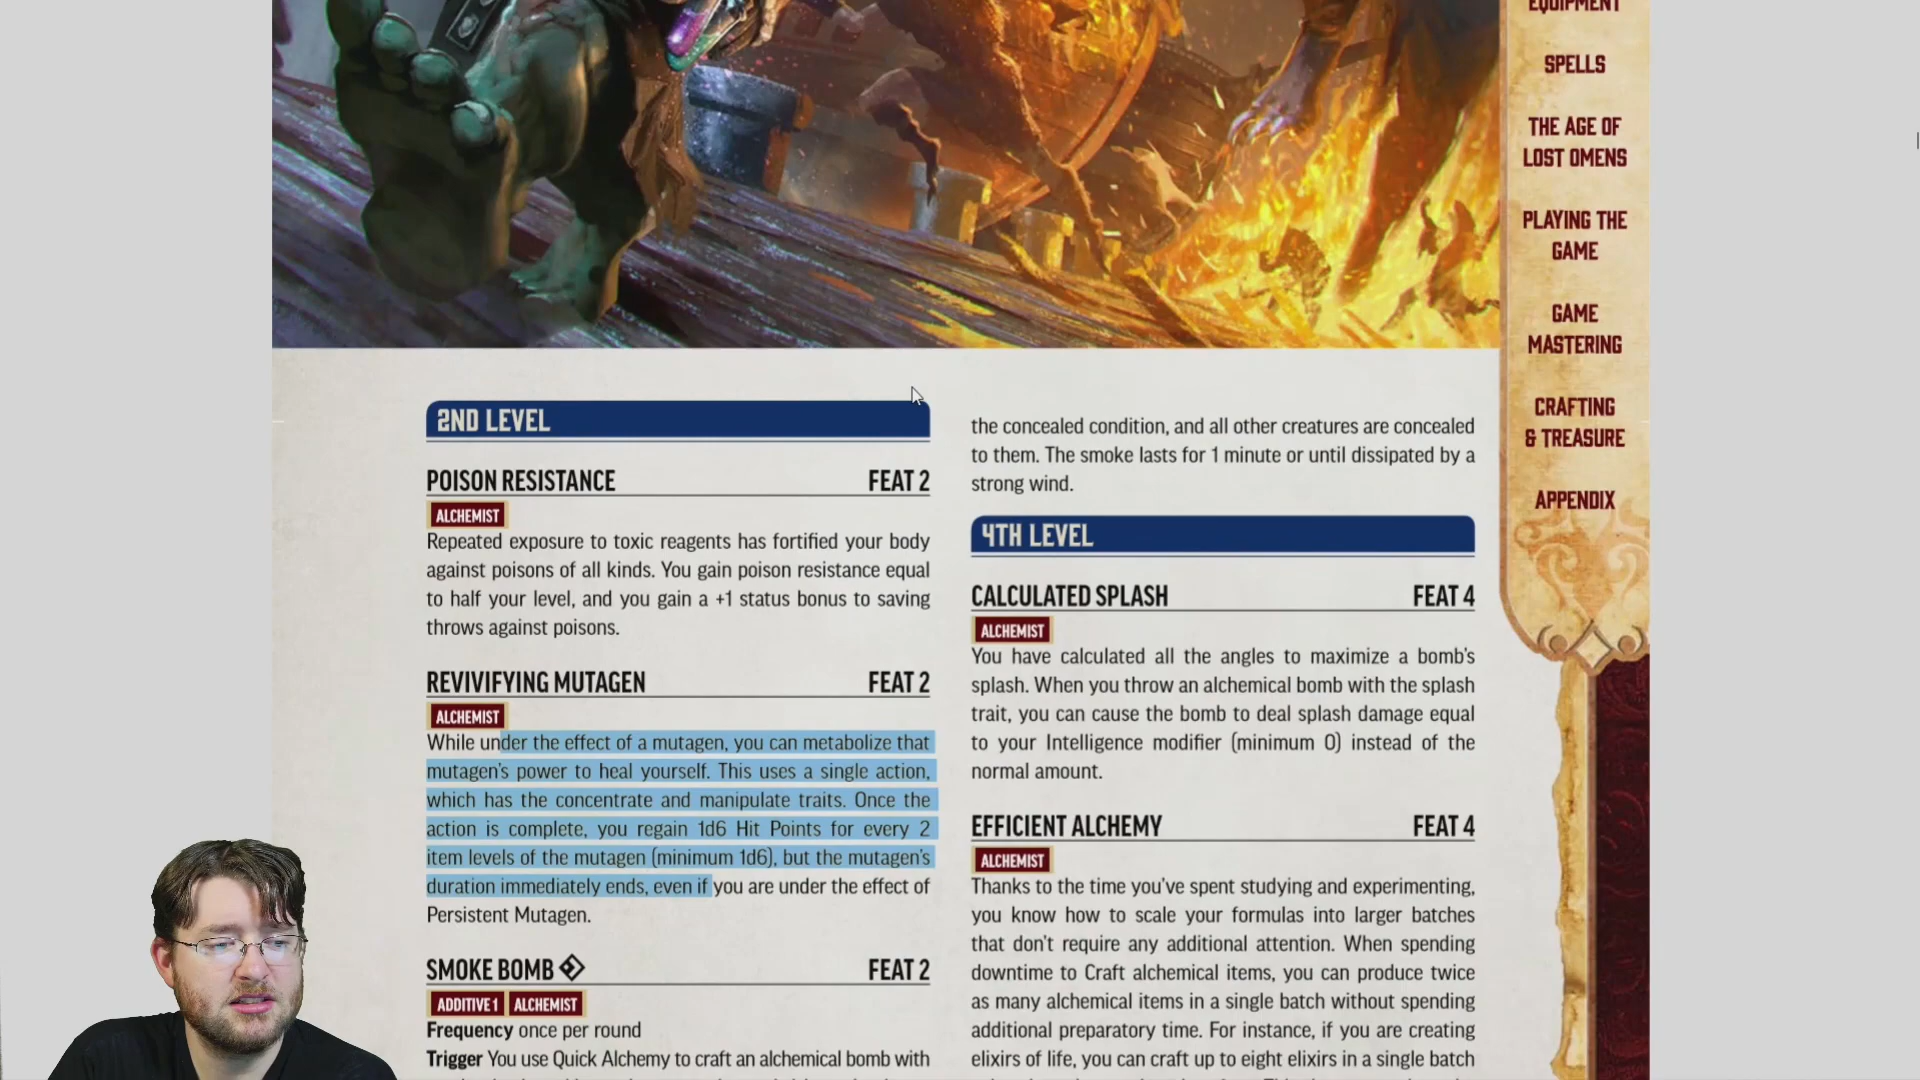 2ND LEVEL
POISON RESISTANCE FEAT 2
ALCHEMIST
Repeated exposure to toxic reagents has fortified your body
against poisons of all kinds. You gain poison resistance equal
to half your level, and you gain a +1 status bonus to saving
throws against poisons.
REVIVIFYING MUTAGEN FEAT 2
ALCHEMIST
While under the effect of a mutagen, you can metabolize that
mutagen's power to heal yourself. This uses a single action,
which has the concentrate and manipulate traits. Once the
action is complete, you regain 1d6 Hit Points for every 2
item levels of the mutagen (minimum 1d6), but the mutagen's
duration immediately ends, even if you are under the effect of
Persistent Mutagen.
SMOKE BOMB FEAT 2
ADDITIVE 1 ALCHEMIST
Frequency once per round
Trigger You use Quick Alchemy to craft an alchemical bomb with
the concealed condition, and all other creatures are concealed
to them. The smoke lasts for 1 minute or until dissipated by a
strong wind.
4TH LEVEL
CALCULATED SPLASH FEAT 4
ALCHEMIST
You have calculated all the angles to maximize a bomb's
splash. When you throw an alchemical bomb with the splash
trait, you can cause the bomb to deal splash damage equal
to your Intelligence modifier (minimum 0) instead of the
normal amount.
EFFICIENT ALCHEMY FEAT 4
ALCHEMIST
Thanks to the time you've spent studying and experimenting,
you know how to scale your formulas into larger batches
that don't require any additional attention. When spending
downtime to Craft alchemical items, you can produce twice
as many alchemical items in a single batch without spending
additional preparatory time. For instance, if you are creating
elixirs of life, you can craft up to eight elixirs in a single batch
EQUIPMENT
SPELLS
THE AGE OF
LOST OMENS
PLAYING THE
GAME
GAME
MASTERING
CRAFTING
& TREASURE
APPENDIX